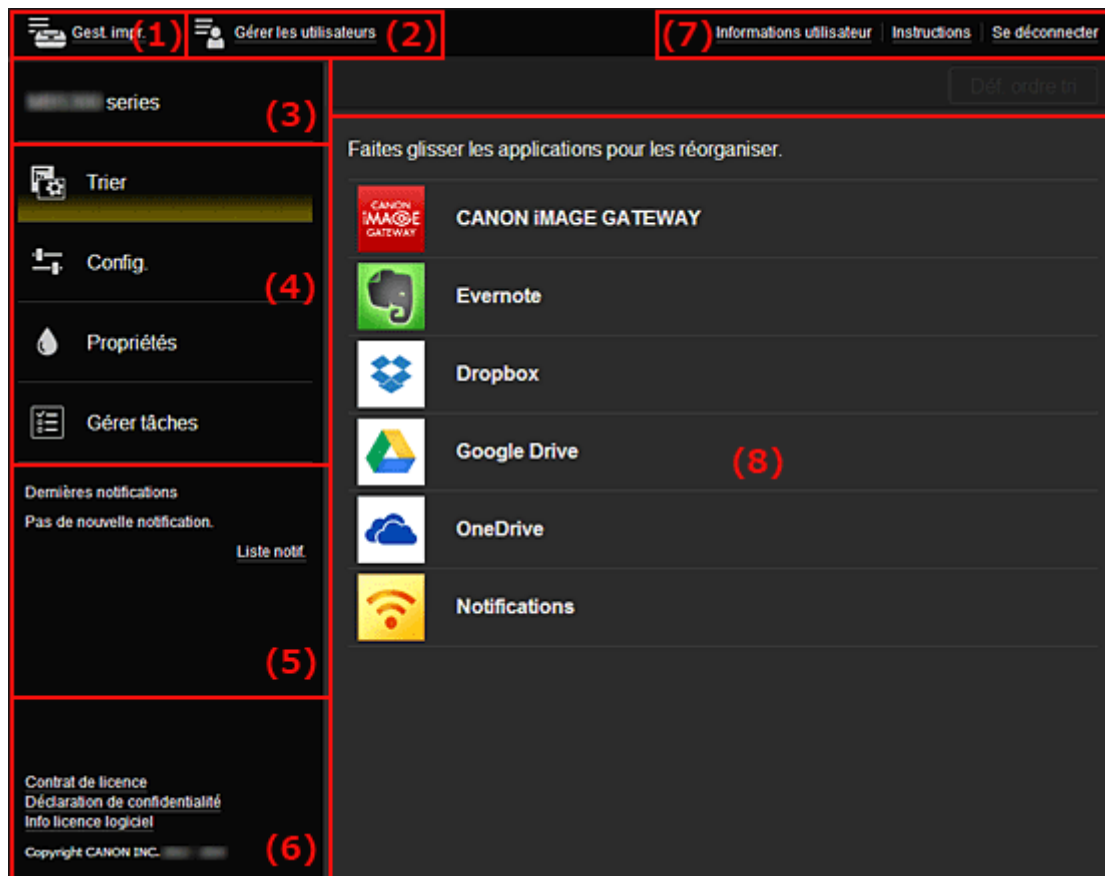 Gest. impr. (1)
Gérer les utilisateurs (2)
(7) Informations utilisateur Instructions Se déconnecter
series (3)
Déf. ordre tri
Trier
Config.
(4)
Propriétés
Gérer tâches
Dernières notifications
Pas de nouvelle notification.
Liste notif.
(5)
Contrat de licence
Déclaration de confidentialité
Info licence logiciel
Copyright CANON INC.
(6)
Faites glisser les applications pour les réorganiser.
CANON
iMAGE
GATEWAY
CANON iMAGE GATEWAY
Evernote
Dropbox
Google Drive
(8)
OneDrive
Notifications